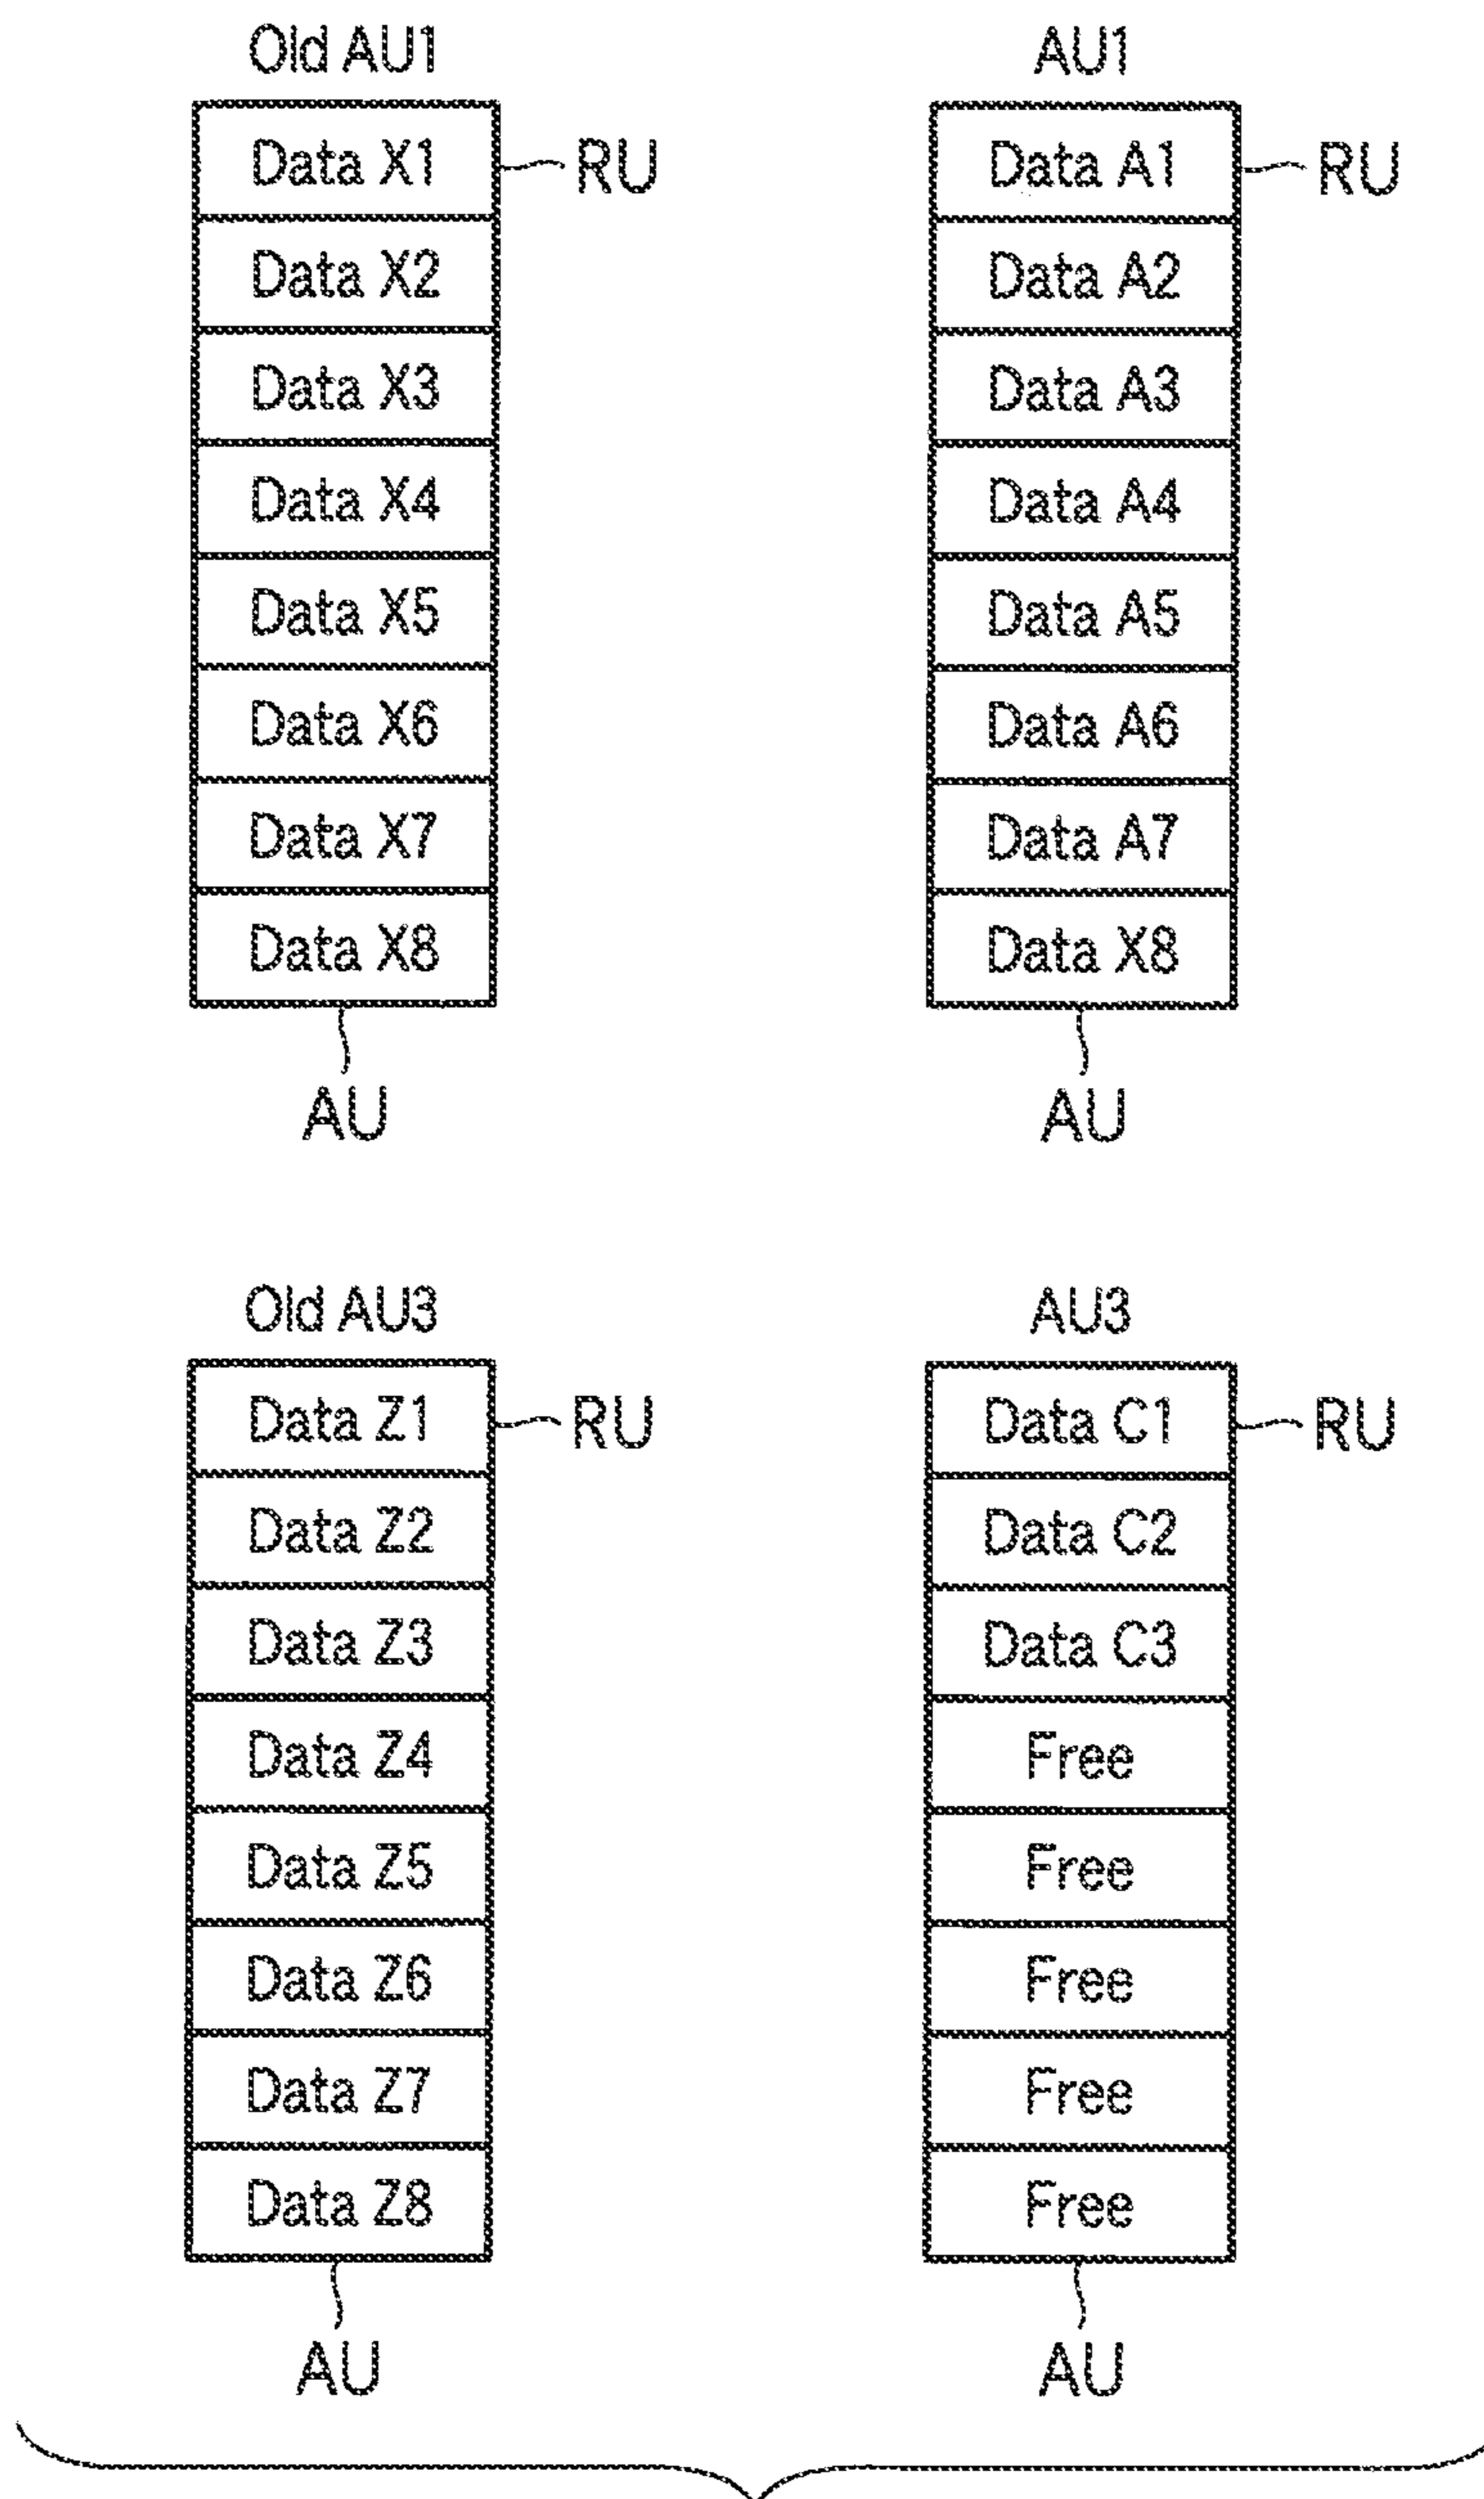 Old AU1
Data X1
RU
Data X2
Data X3
Data X4
Data X5
Data X6
Data X7
Data X8
AU
AU1
Data A1
RU
Data A2
Data A3
Data A4
Data A5
Data A6
Data A7
Data X8
AU
Old AU3
Data Z1
RU
Data Z2
Data Z3
Data Z4
Data Z5
Data Z6
Data Z7
Data Z8
AU
AU3
Data C1
RU
Data C2
Data C3
Free
Free
Free
Free
Free
AU